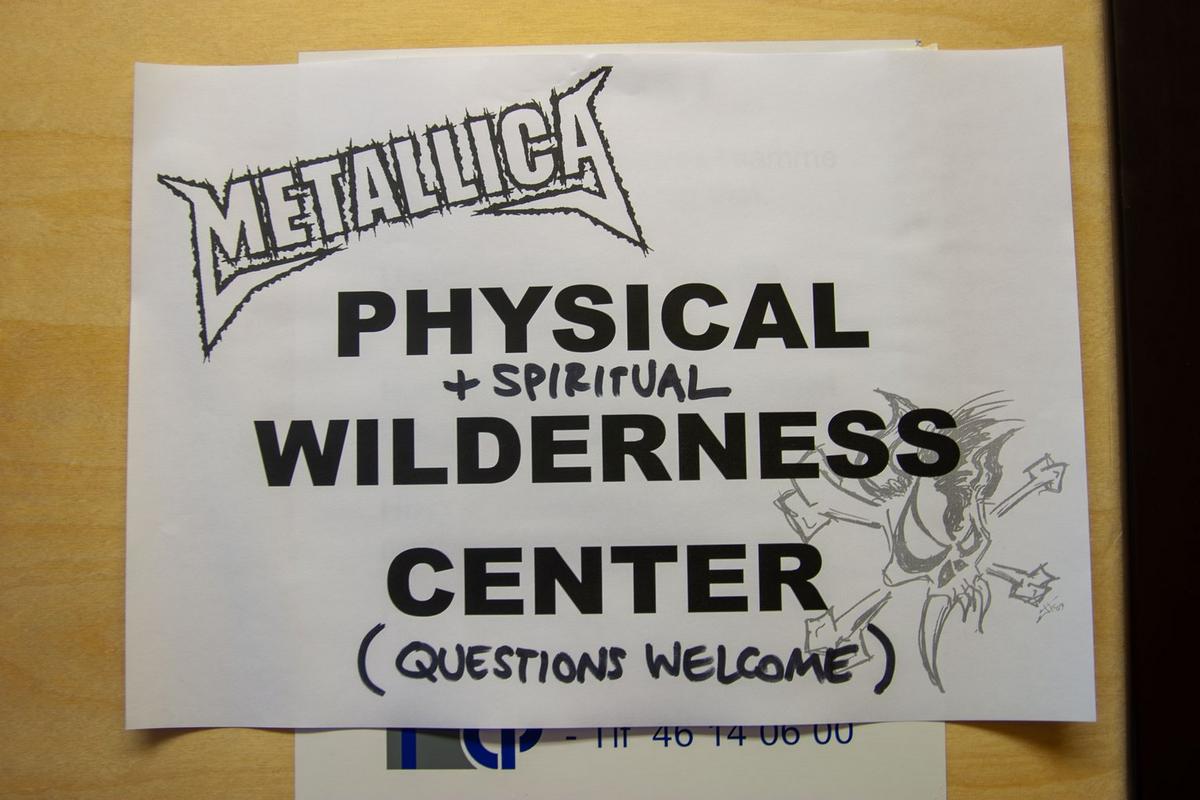 METALLICA
PHYSICAL
+ SPIRITUAL
WILDERNESS
CENTER
(QUESTIONS WELCOME)
- Tlf 46 14 06 00